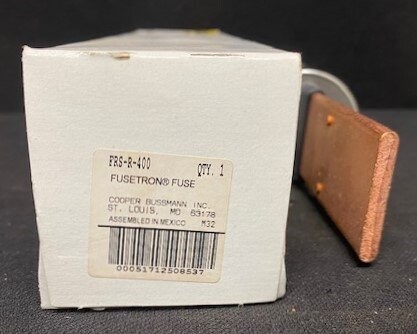 FRS-R-400 QTY. 1
FUSETRON® FUSE
COOPER BUSSMANN INC.
ST. LOUIS, MO 63178
ASSEMBLED IN MEXICO M32
00051712508537